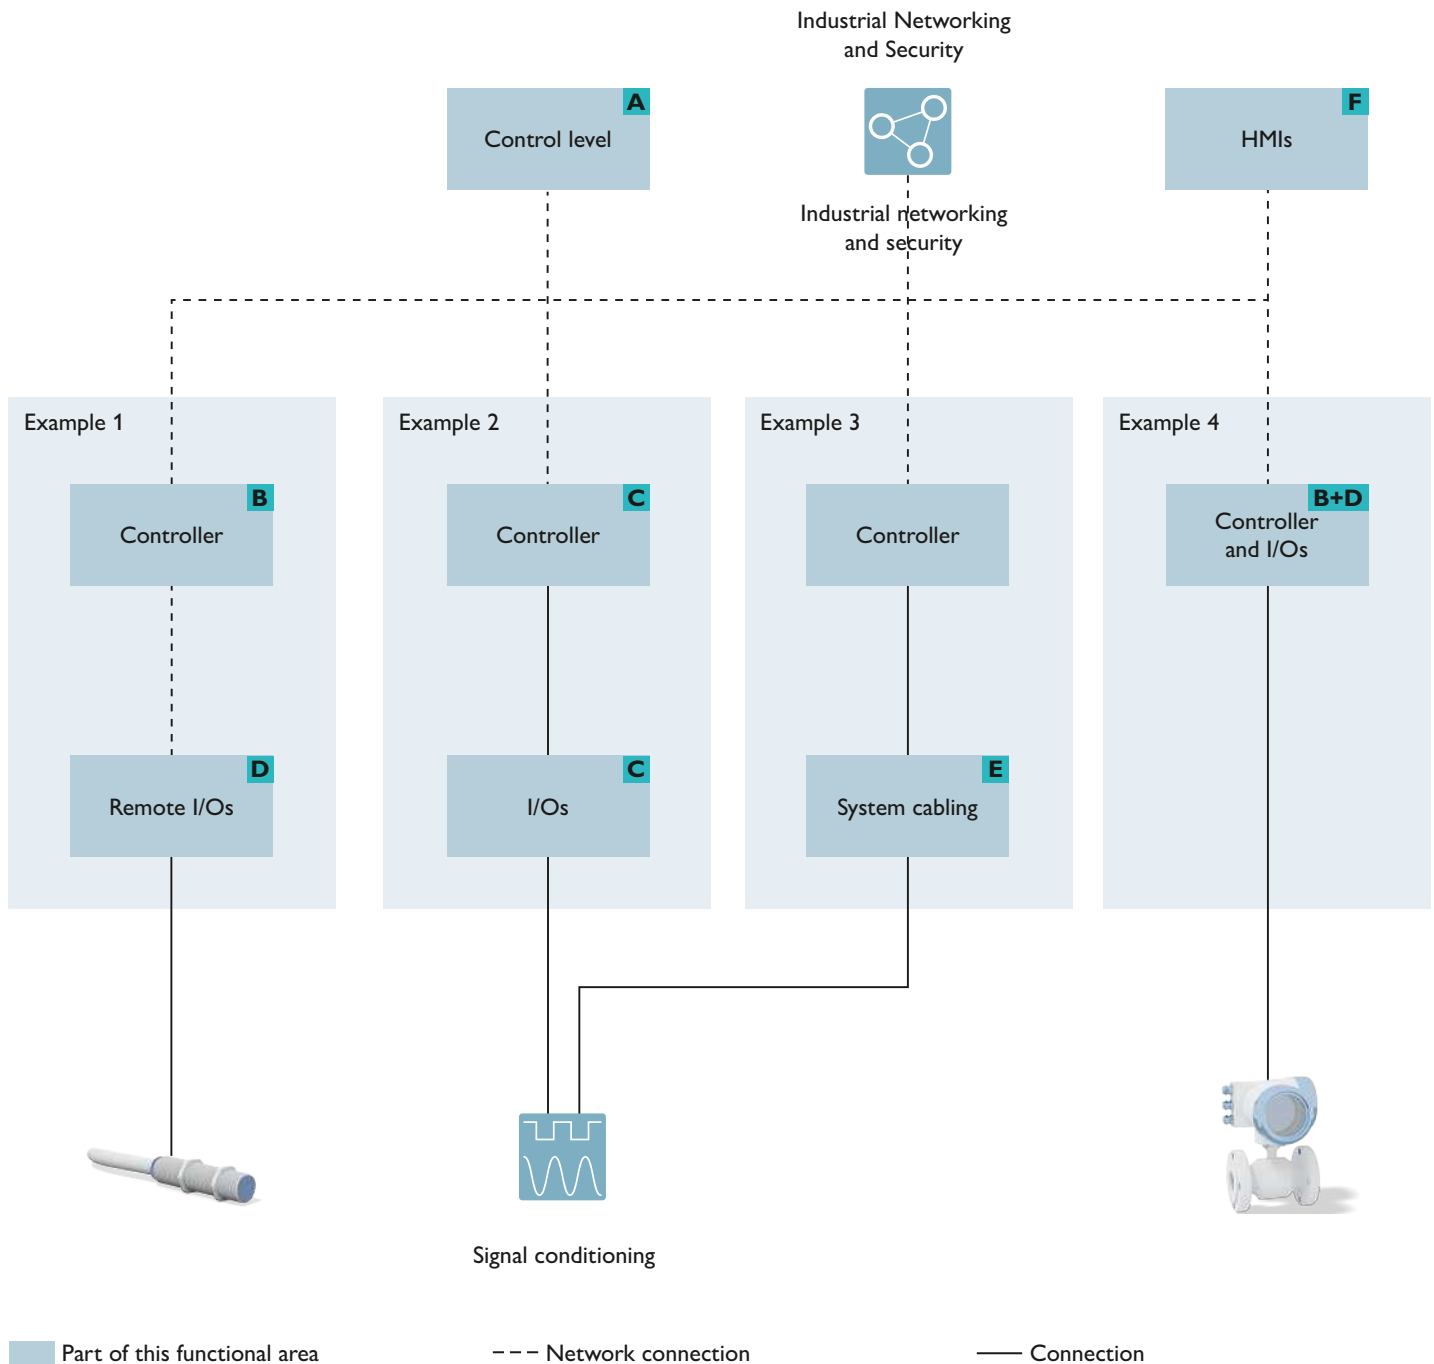 Industrial Networking
and Security
A
Control level
F
HMIs
Industrial networking
and security
Example 1
Example 2
Example 3
Example 4
B
Controller
C
Controller
Controller
B+D
Controller
and I/Os
D
Remote I/Os
C
I/Os
E
System cabling
Signal conditioning
Part of this functional area
Network connection
Connection